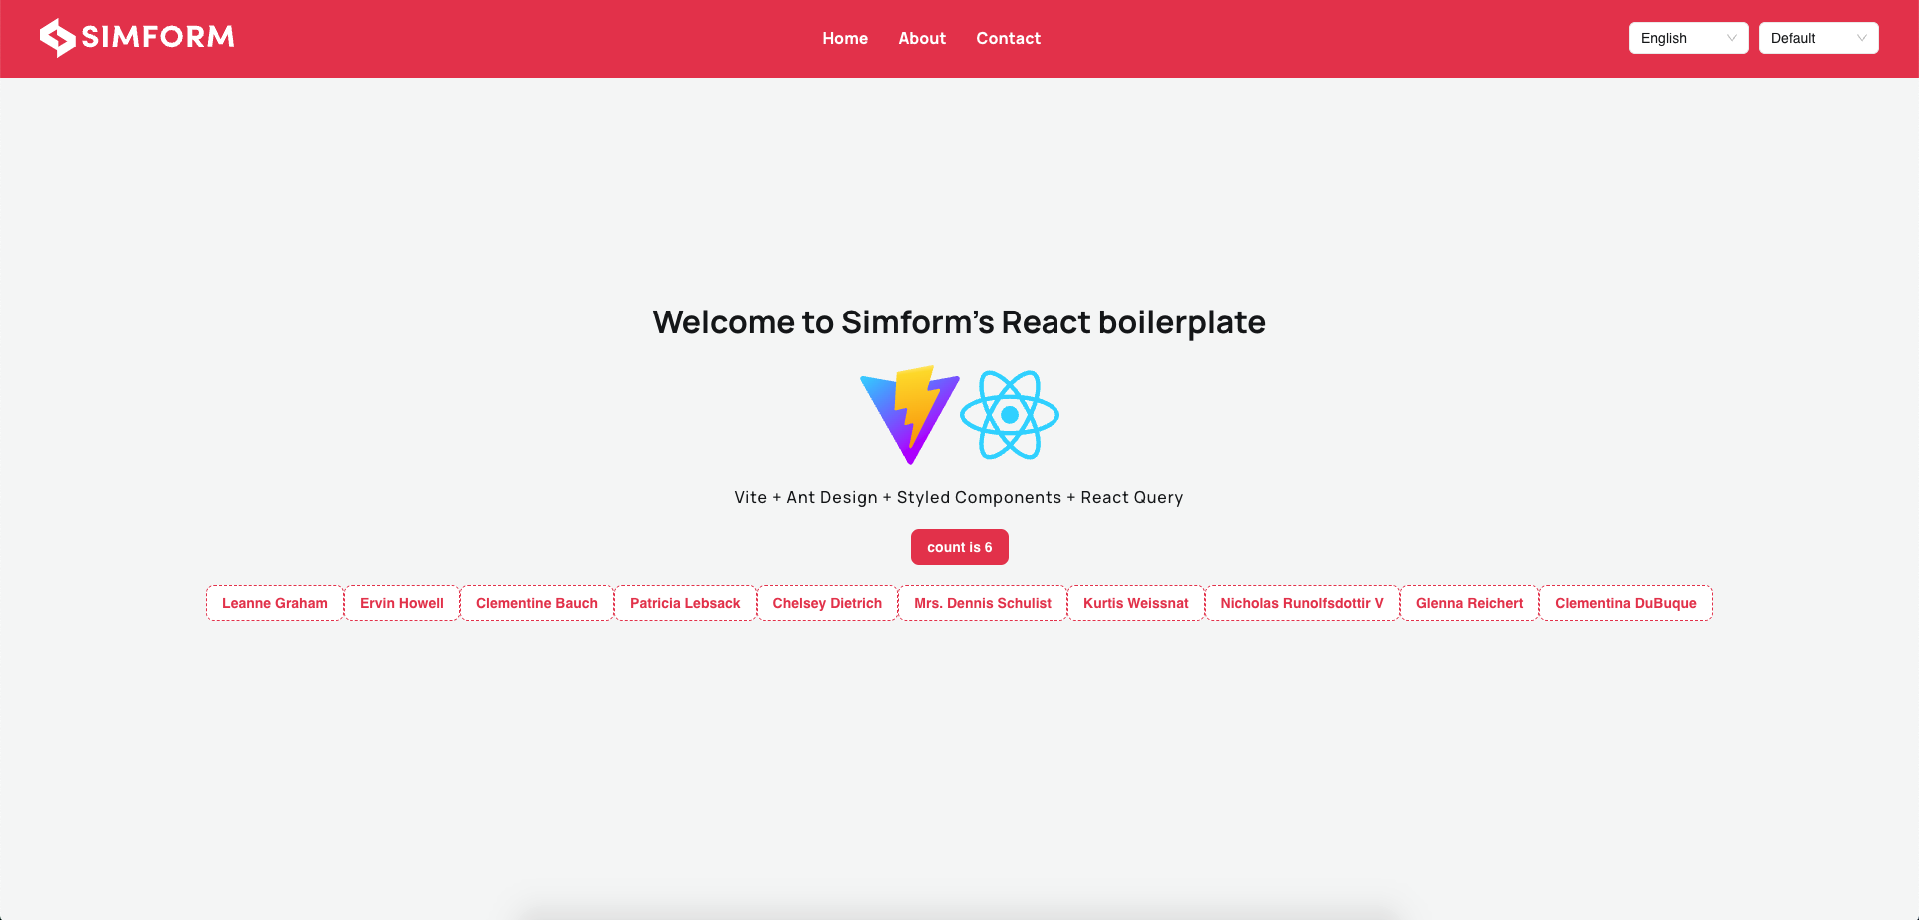 SIMFORM Home About Contact English Default
Welcome to Simform's React boilerplate
Vite + Ant Design + Styled Components + React Query
count is 6
Leanne Graham Ervin Howell Clementine Bauch Patricia Lebsack Chelsey Dietrich Mrs. Dennis Schulist Kurtis Weissnat Nicholas Runolfsdottir V Glenna Reichert Clementina DuBuque